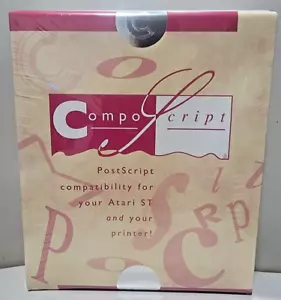 CompoScript
PostScript
compatibility for
your Atari ST
and your
printer!